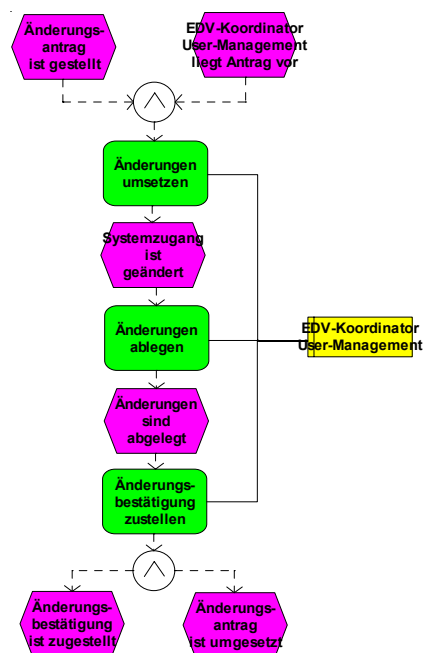 Änderungs-
antrag
ist gestellt
EDV-Koordinator
User-Management
liegt Antrag vor
Änderungen
umsetzen
Systemzugang
ist
geändert
Änderungen
ablegen
EDV-Koordinator
User-Management
Änderungen
sind
abgelegt
Änderungs-
bestätigung
zustellen
Änderungs-
bestätigung
ist zugestellt
Änderungs-
antrag
ist umgesetzt